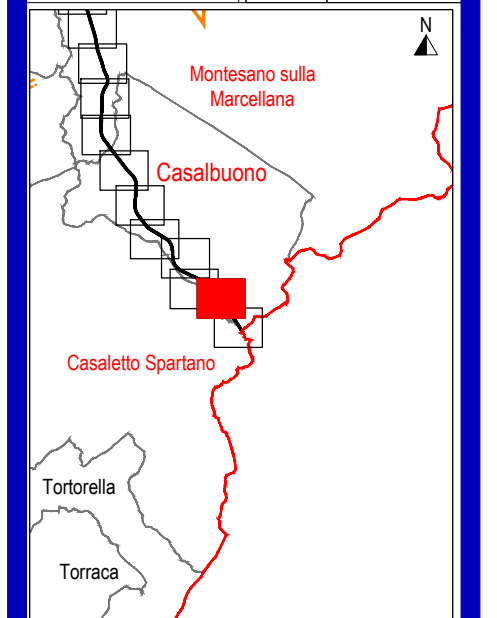 N
Montesano sulla
Marcellana
Casalbuono
Casaletto Spartano
Tortorella
Torraca